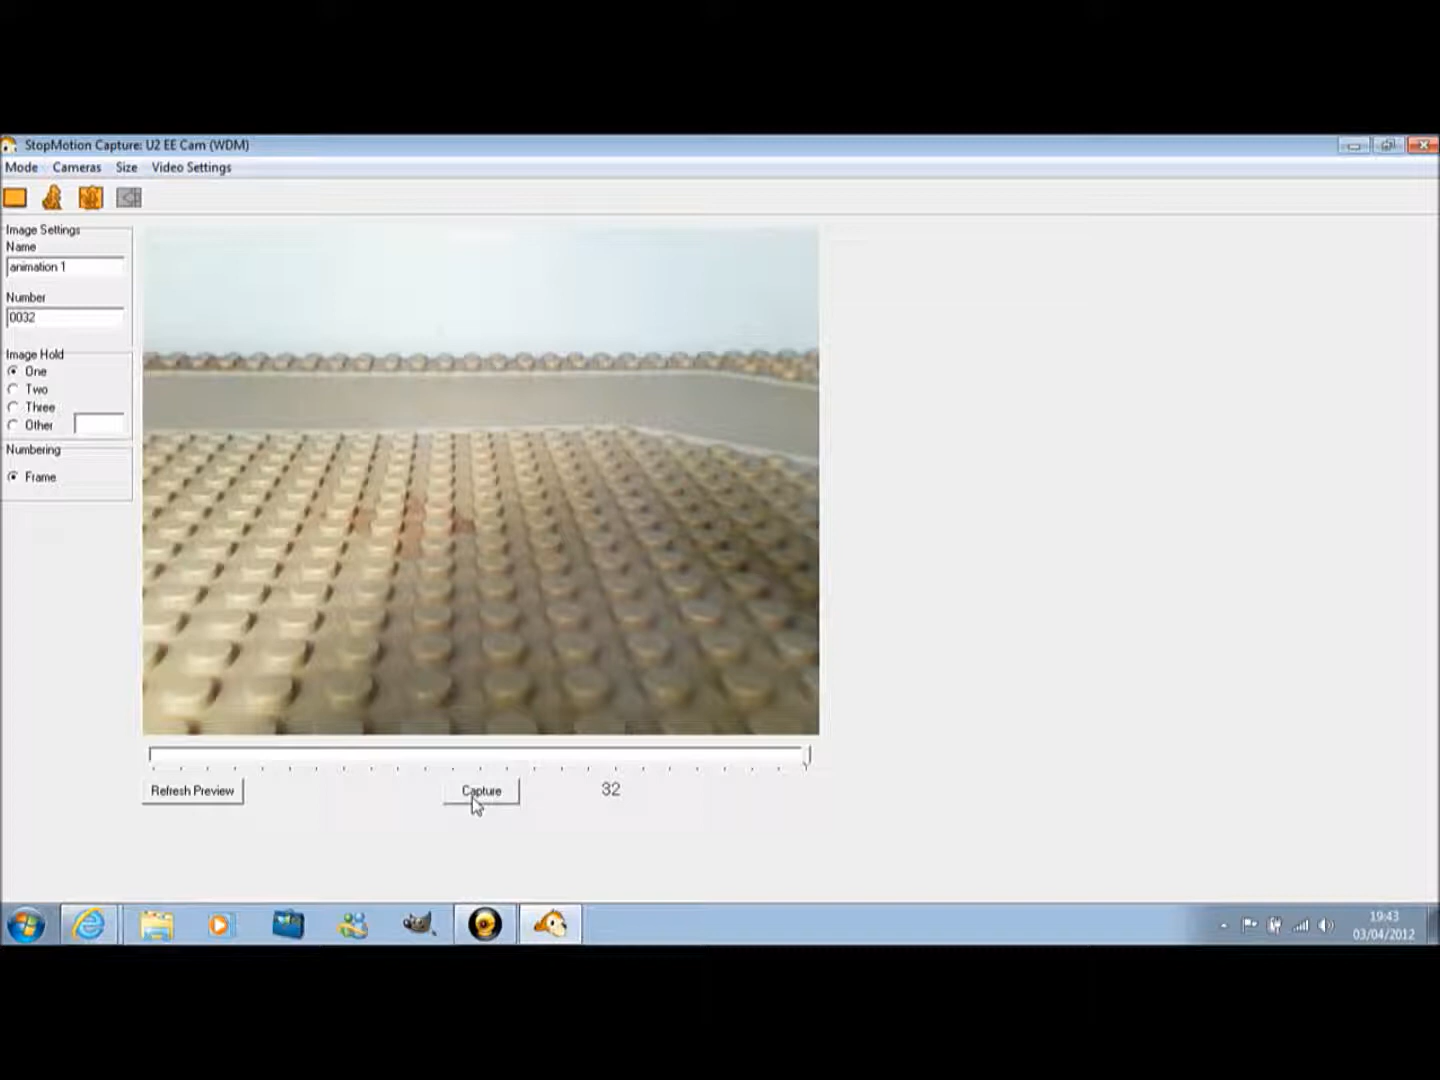 StopMotion Capture: U2 EE Cam (WDM)
Mode Cameras Size Video Settings
Image Settings
Name
animation 1
Number
0032
Image Hold
One
Two
Three
Other
Numbering
Frame
Refresh Preview Capture 32
19:43
03/04/2012